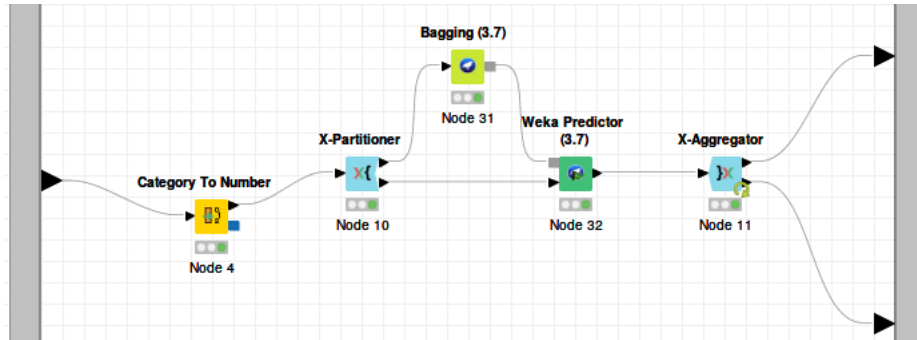 Bagging (3.7)
Node 31
Weka Predictor
(3.7)
Node 32
X-Partitioner
X{
Node 10
X-Aggregator
}X
Node 11
Category To Number
Node 4